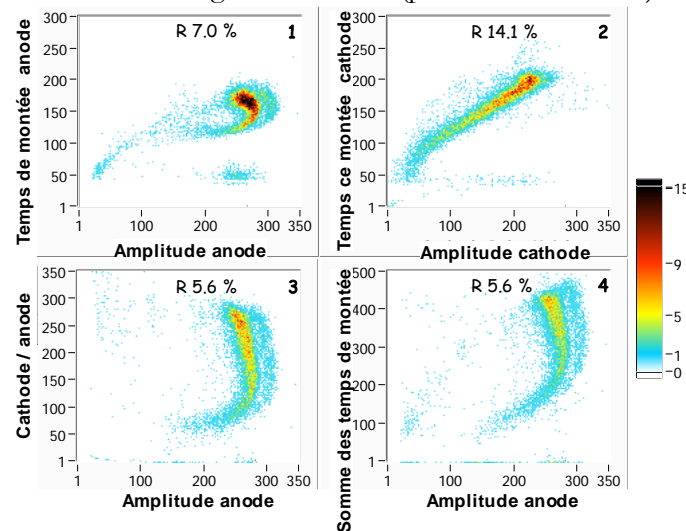 R 7.0 % 1
300
250
200
150
100
50
1
Temps de montée anode
1 100 200 300 350
Amplitude anode
R 14.1 % 2
300
250
200
150
100
50
1
Temps ce montée cathode
1 100 200 300 350
Amplitude cathode
R 5.6 % 3
350
300
250
200
150
100
50
1
Cathode / anode
1 100 200 300 350
Amplitude anode
R 5.6 % 4
500
400
300
200
100
1
Somme des temps de montée
1 100 200 300 350
Amplitude anode
15
9
5
1
0